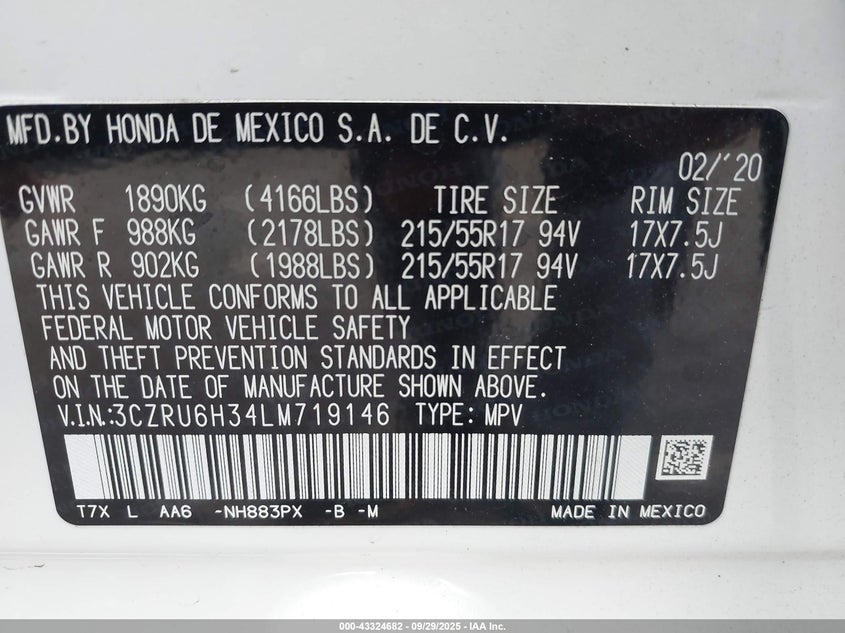 MFD.BY HONDA DE MEXICO S.A. DE C.V.
02/'20
GVWR 1890KG (4166LBS) TIRE SIZE RIM SIZE
GAWR F 988KG (2178LBS) 215/55R17 94V 17X7.5J
GAWR R 902KG (1988LBS) 215/55R17 94V 17X7.5J
THIS VEHICLE CONFORMS TO ALL APPLICABLE
FEDERAL MOTOR VEHICLE SAFETY
AND THEFT PREVENTION STANDARDS IN EFFECT
ON THE DATE OF MANUFACTURE SHOWN ABOVE.
V.I.N.:3CZRU6H34LM719146 TYPE: MPV
T7X L AA6 -NH883PX -B -M MADE IN MEXICO
000-43324682 - 09/29/2025 - IAA Inc.